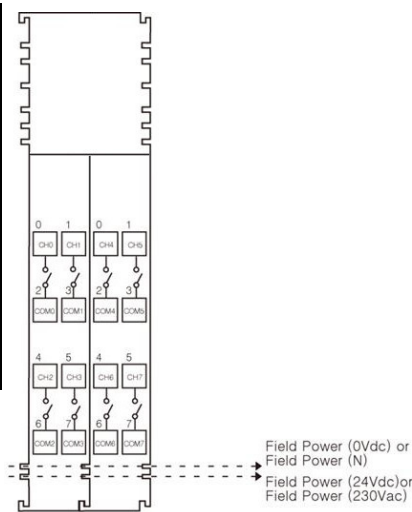 0 1 0 1
CH0 CH1 CH4 CH5
2 3 2 3
COM0 COM1 COM4 COM5
4 5 4 5
CH2 CH3 CH6 CH7
6 7 6 7
COM2 COM3 COM6 COM7
Field Power (0Vdc) or
Field Power (N)
Field Power (24Vdc)or
Field Power (230Vac)